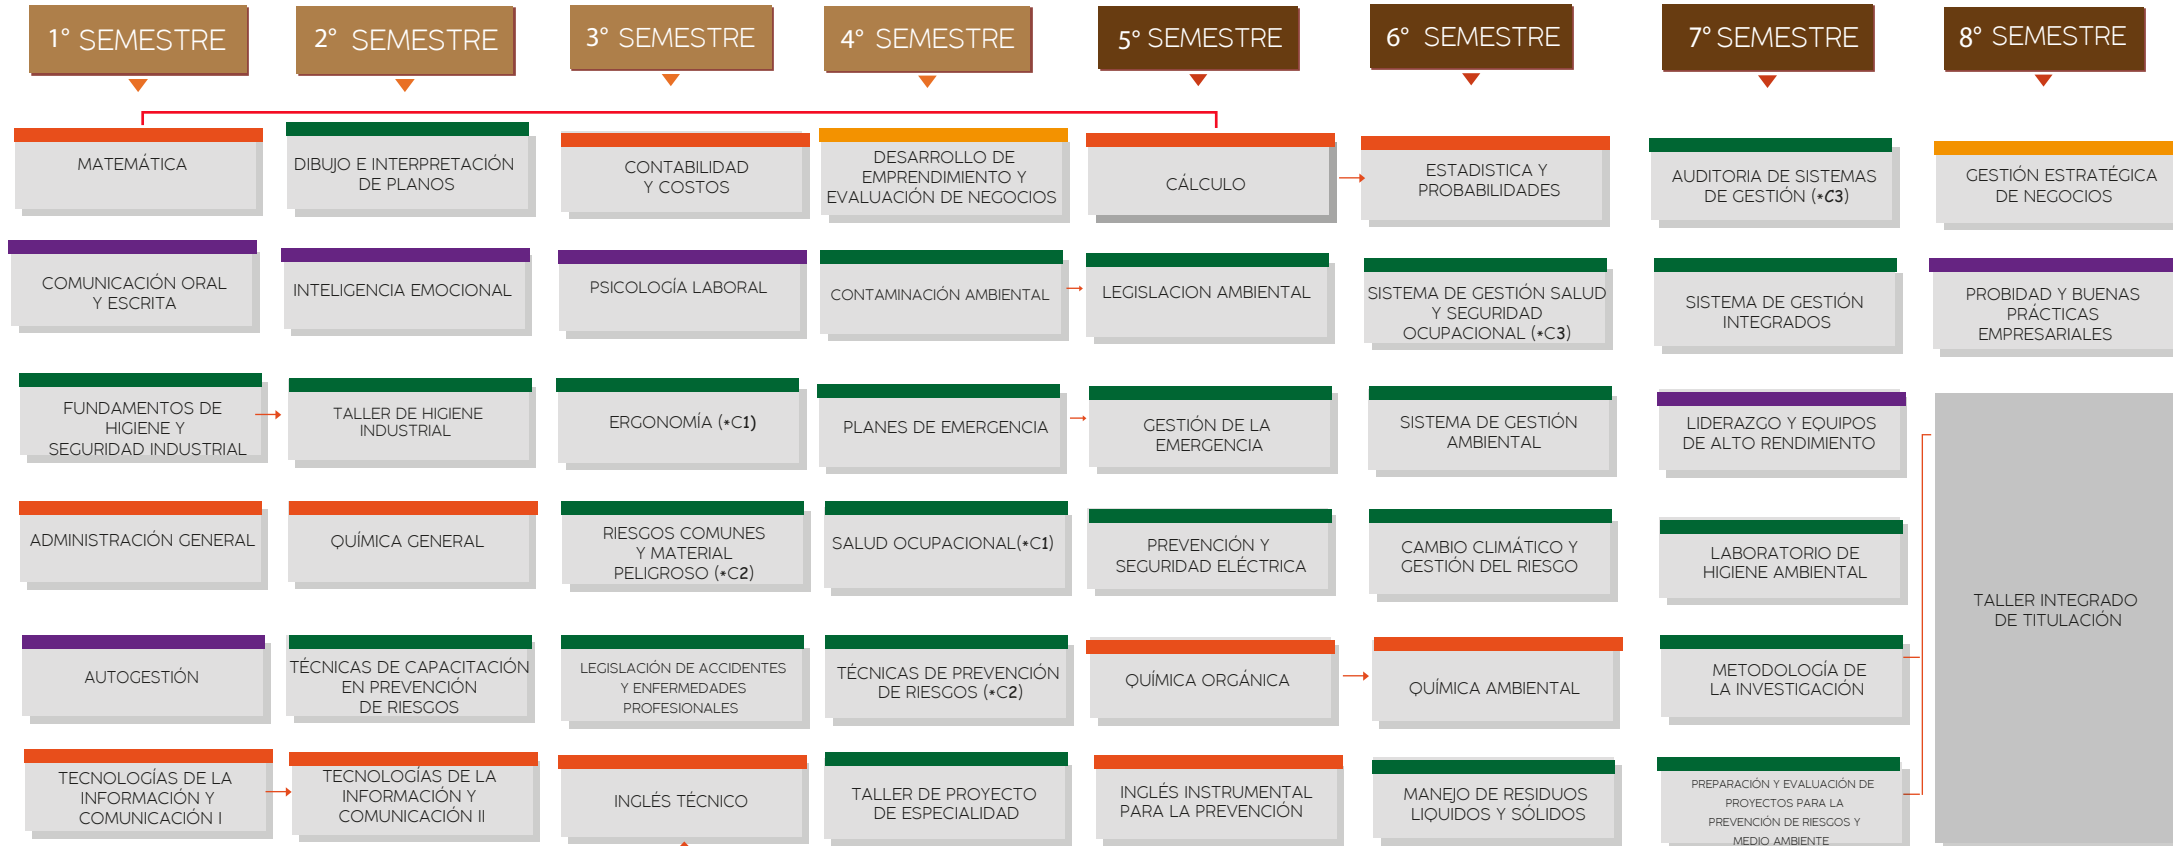 1° SEMESTRE
2° SEMESTRE
3° SEMESTRE
4° SEMESTRE
5° SEMESTRE
6° SEMESTRE
7° SEMESTRE
8° SEMESTRE
MATEMÁTICA
DIBUJO E INTERPRETACIÓN
DE PLANOS
CONTABILIDAD
Y COSTOS
DESARROLLO DE
EMPRENDIMIENTO Y
EVALUACIÓN DE NEGOCIOS
CÁLCULO
ESTADISTICA Y
PROBABILIDADES
AUDITORIA DE SISTEMAS
DE GESTIÓN (*C3)
GESTIÓN ESTRATÉGICA
DE NEGOCIOS
COMUNICACIÓN ORAL
Y ESCRITA
INTELIGENCIA EMOCIONAL
PSICOLOGÍA LABORAL
CONTAMINACIÓN AMBIENTAL
LEGISLACION AMBIENTAL
SISTEMA DE GESTIÓN SALUD
Y SEGURIDAD
OCUPACIONAL (*C3)
SISTEMA DE GESTIÓN
INTEGRADOS
PROBIDAD Y BUENAS
PRÁCTICAS
EMPRESARIALES
FUNDAMENTOS DE
HIGIENE Y
SEGURIDAD INDUSTRIAL
TALLER DE HIGIENE
INDUSTRIAL
ERGONOMÍA (*C1)
PLANES DE EMERGENCIA
GESTIÓN DE LA
EMERGENCIA
SISTEMA DE GESTIÓN
AMBIENTAL
LIDERAZGO Y EQUIPOS
DE ALTO RENDIMIENTO
ADMINISTRACIÓN GENERAL
QUÍMICA GENERAL
RIESGOS COMUNES
Y MATERIAL
PELIGROSO (*C2)
SALUD OCUPACIONAL(*C1)
PREVENCIÓN Y
SEGURIDAD ELÉCTRICA
CAMBIO CLIMÁTICO Y
GESTIÓN DEL RIESGO
LABORATORIO DE
HIGIENE AMBIENTAL
TALLER INTEGRADO
DE TITULACIÓN
AUTOGESTIÓN
TÉCNICAS DE CAPACITACIÓN
EN PREVENCIÓN
DE RIESGOS
LEGISLACIÓN DE ACCIDENTES
Y ENFERMEDADES
PROFESIONALES
TÉCNICAS DE PREVENCIÓN
DE RIESGOS (*C2)
QUÍMICA ORGÁNICA
QUÍMICA AMBIENTAL
METODOLOGÍA DE
LA INVESTIGACIÓN
TECNOLOGÍAS DE LA
INFORMACIÓN Y
COMUNICACIÓN I
TECNOLOGÍAS DE LA
INFORMACIÓN Y
COMUNICACIÓN II
INGLÉS TÉCNICO
TALLER DE PROYECTO
DE ESPECIALIDAD
INGLÉS INSTRUMENTAL
PARA LA PREVENCIÓN
MANEJO DE RESIDUOS
LIQUIDOS Y SÓLIDOS
PREPARACIÓN Y EVALUACIÓN DE
PROYECTOS PARA LA
PREVENCIÓN DE RIESGOS Y
MEDIO AMBIENTE